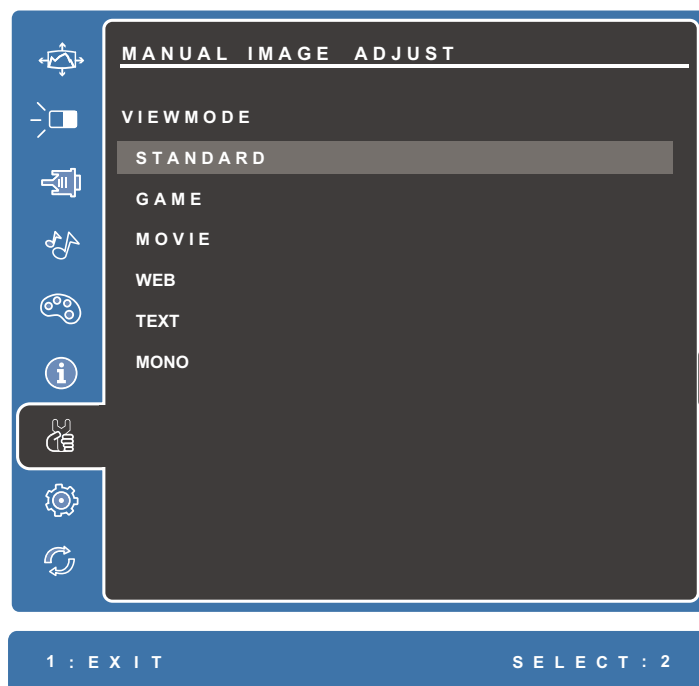 MANUAL IMAGE ADJUST
VIEWMODE
STANDARD
GAME
MOVIE
WEB
TEXT
MONO
1:EXIT SELECT:2